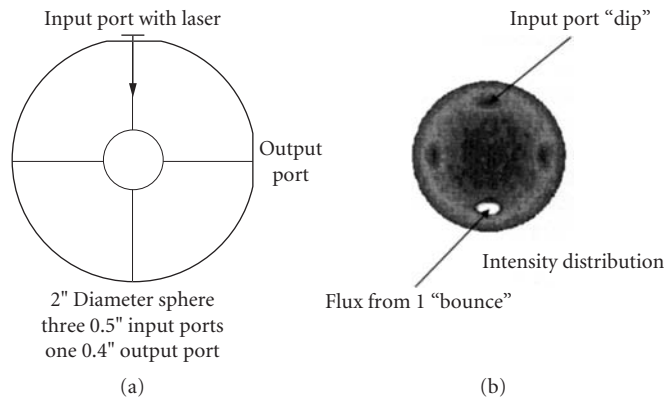 Input port with laser
Output
port
2" Diameter sphere
three 0.5" input ports
one 0.4" output port
(a)
Input port “dip”
Intensity distribution
Flux from 1 “bounce”
(b)